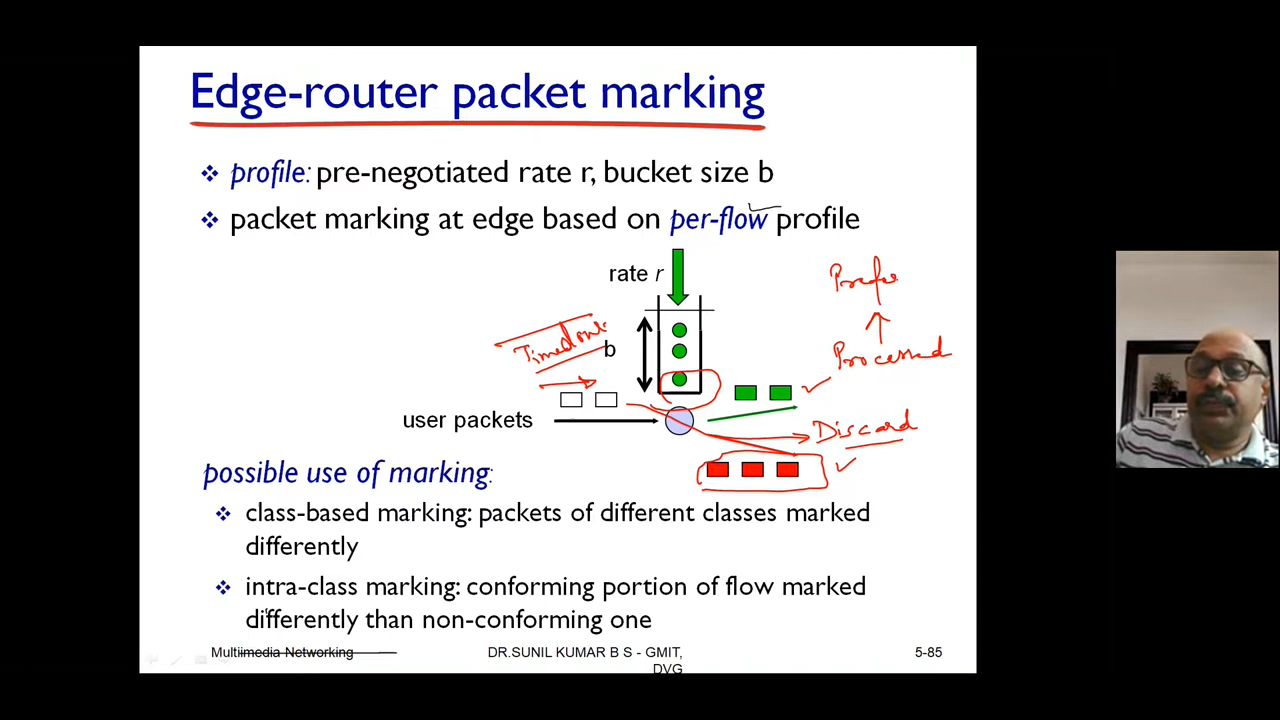 Edge-router packet marking
❖ profile: pre-negotiated rate r, bucket size b
❖ packet marking at edge based on per-flow profile
rate r
Timedout
b
Processed
user packets
Discard
possible use of marking:
❖ class-based marking: packets of different classes marked
differently
❖ intra-class marking: conforming portion of flow marked
differently than non-conforming one
Multiimedia Networking
DR.SUNIL KUMAR B S - GMIT,
DVG
5-85